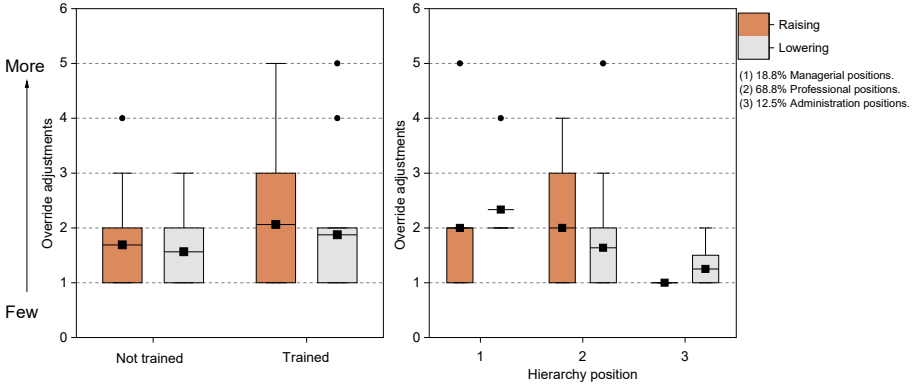 More
Few
Override adjustments
6
5
4
3
2
1
0
Not trained
Trained
Override adjustments
6
5
4
3
2
1
0
1
2
3
Hierarchy position
Raising
Lowering
(1) 18.8% Managerial positions.
(2) 68.8% Professional positions.
(3) 12.5% Administration positions.